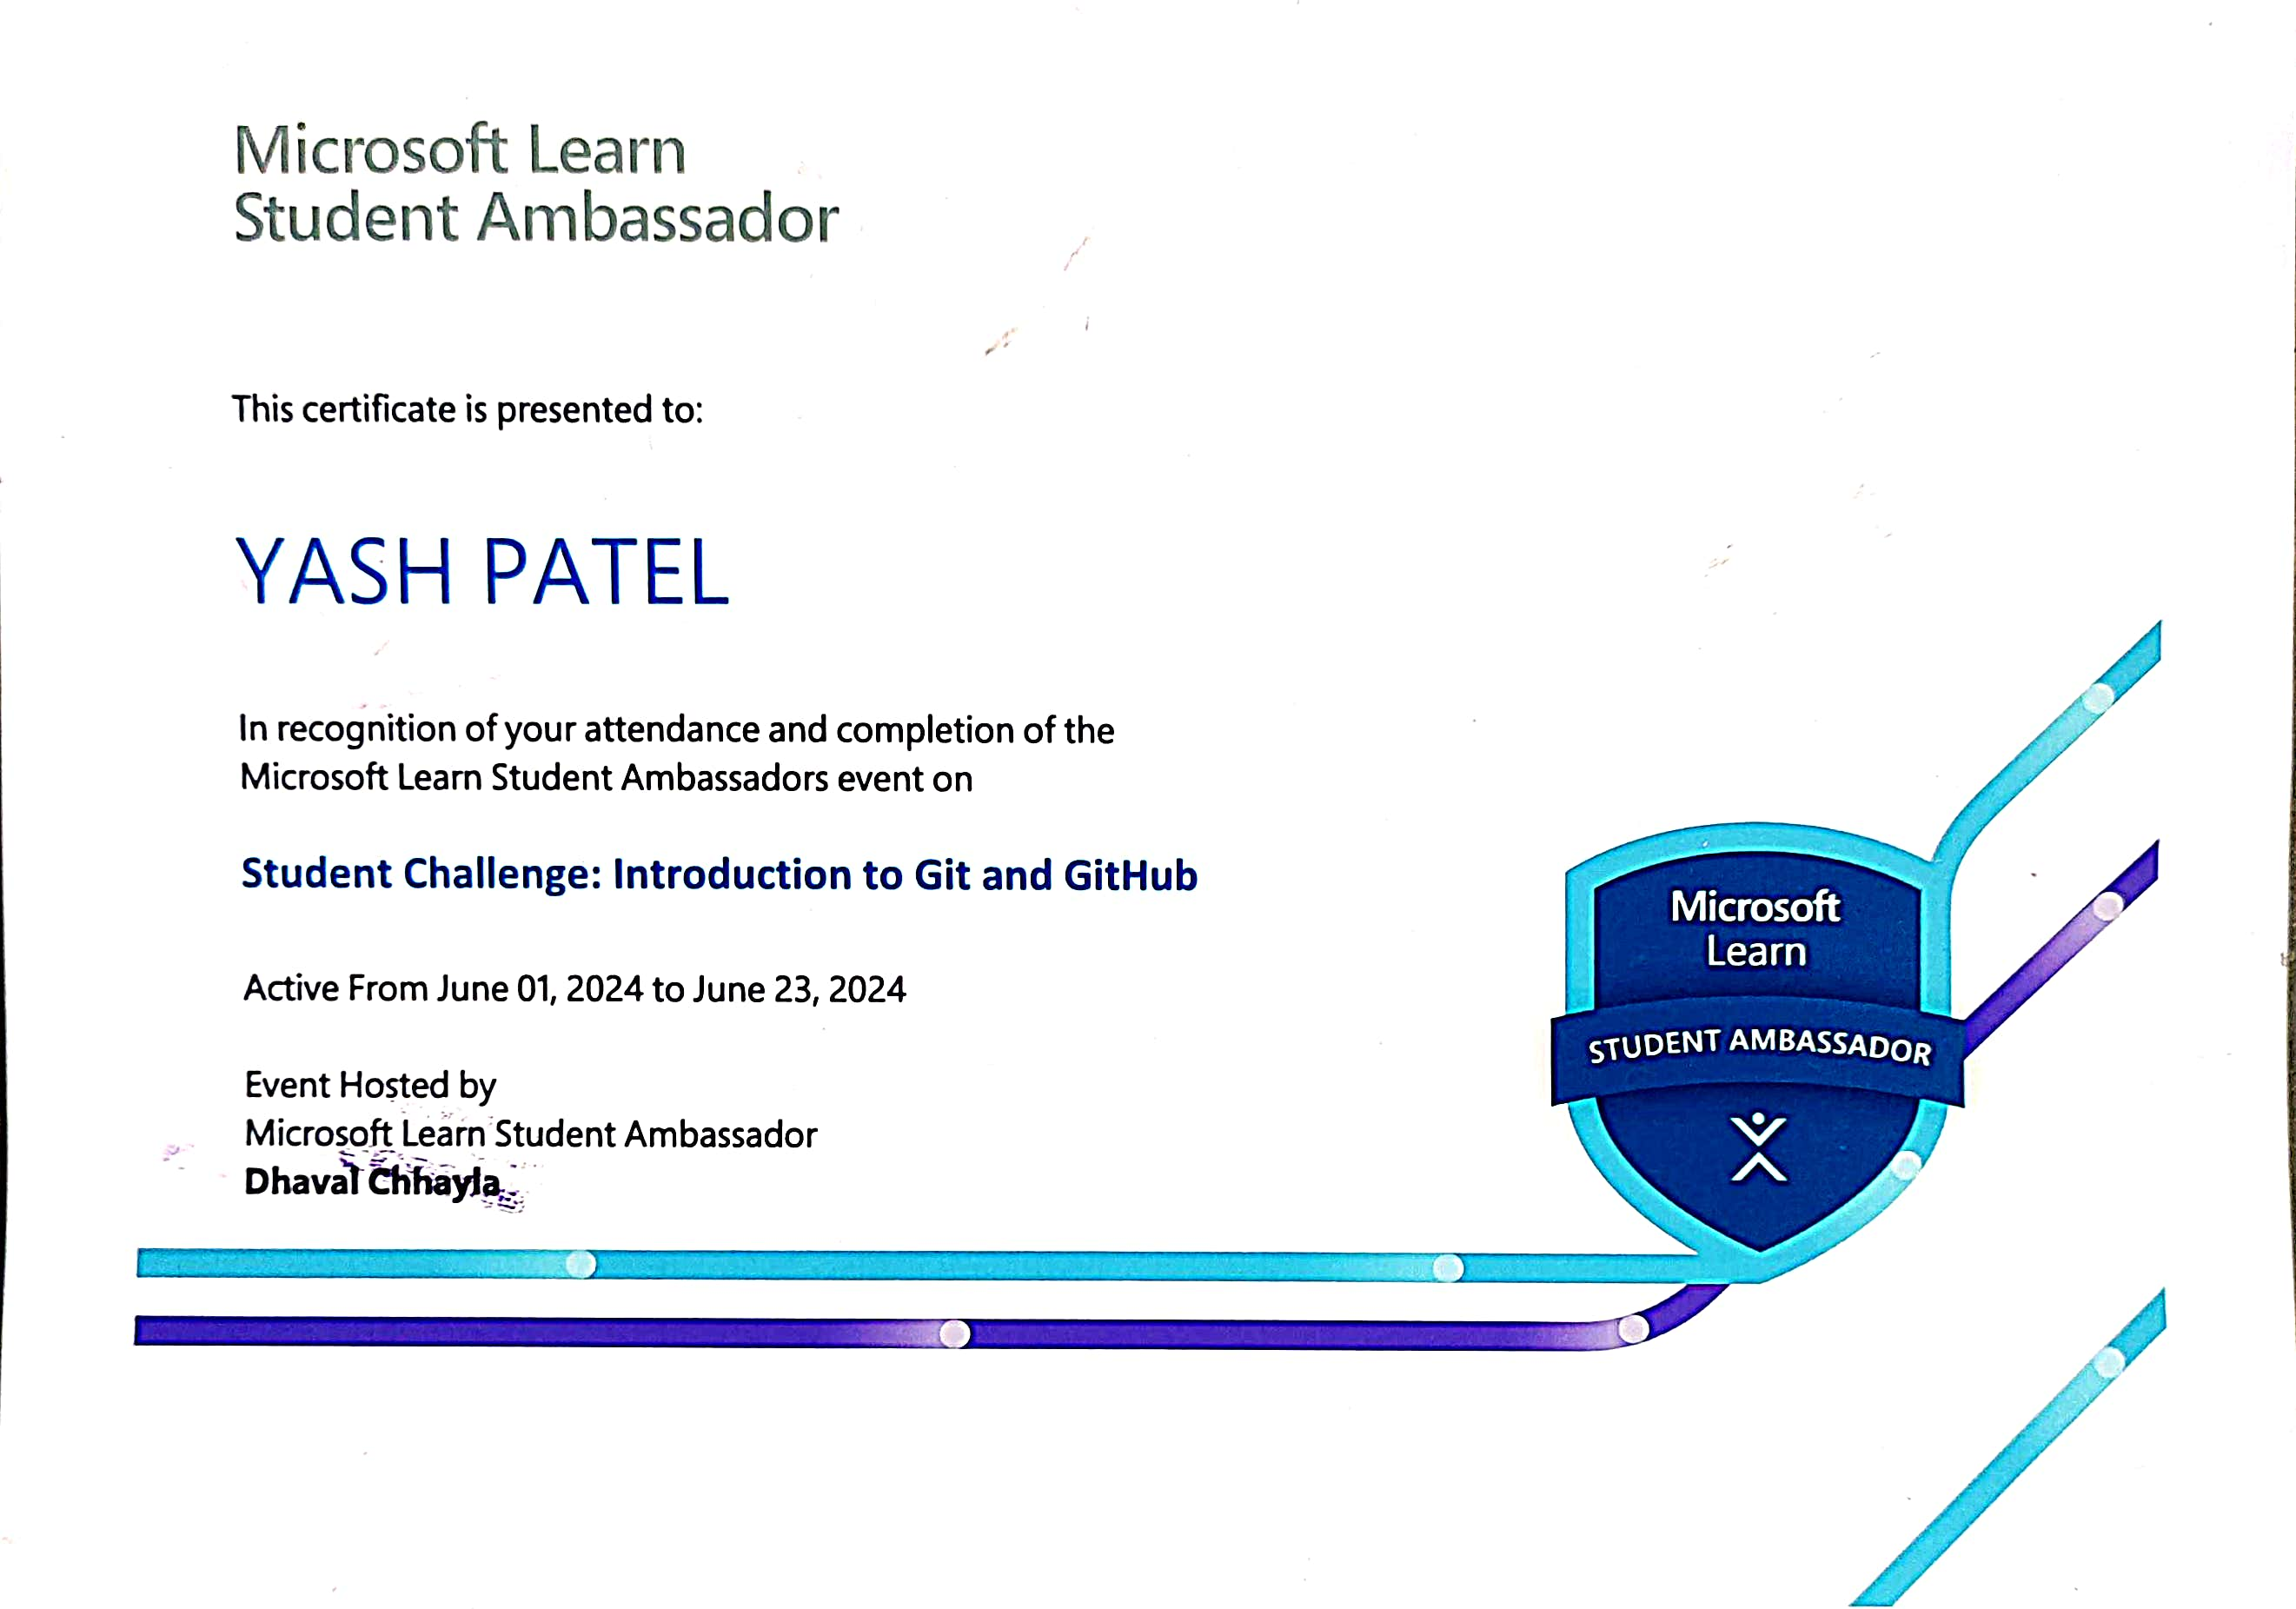 Microsoft Learn
Student Ambassador
This certificate is presented to:
YASH PATEL
In recognition of your attendance and completion of the
Microsoft Learn Student Ambassadors event on
Student Challenge: Introduction to Git and GitHub
Active From June 01, 2024 to June 23, 2024
Event Hosted by
Microsoft Learn Student Ambassador
Dhaval Chhayla
Microsoft
Learn
STUDENT AMBASSADOR